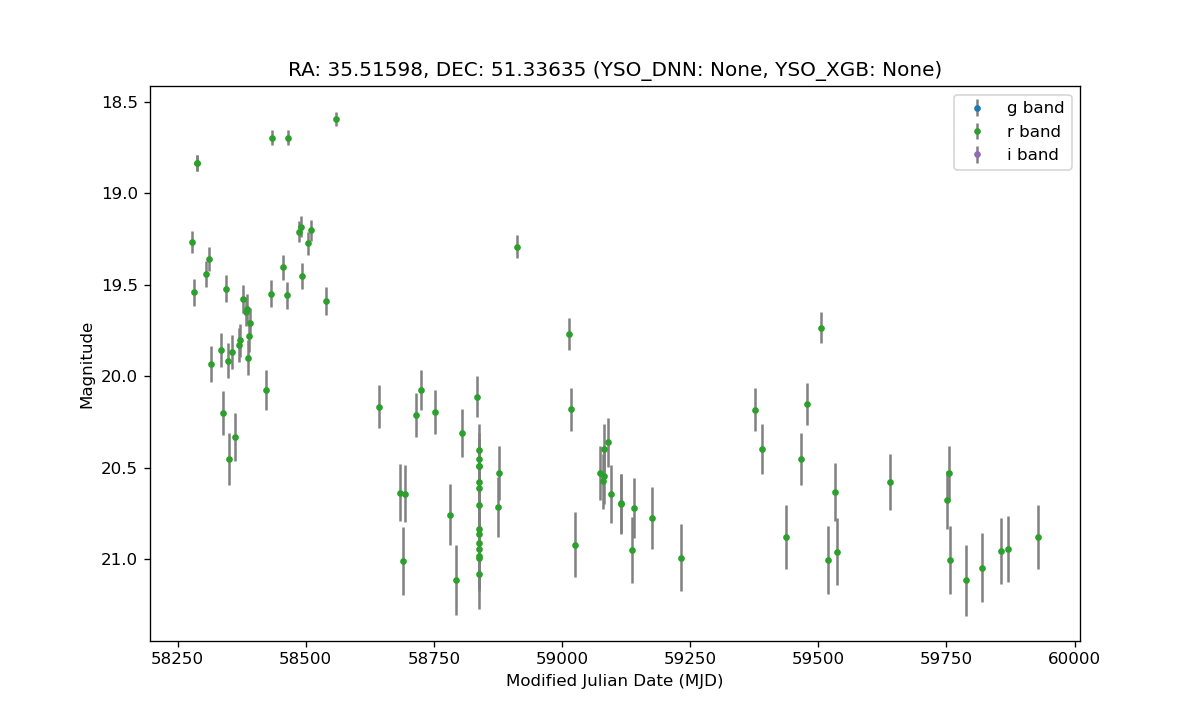 RA: 35.51598, DEC: 51.33635 (YSO_DNN: None, YSO_XGB: None)
g band
r band
i band
18.5
19.0
19.5
20.0
20.5
21.0
Magnitude
58250 58500 58750 59000 59250 59500 59750 60000
Modified Julian Date (MJD)